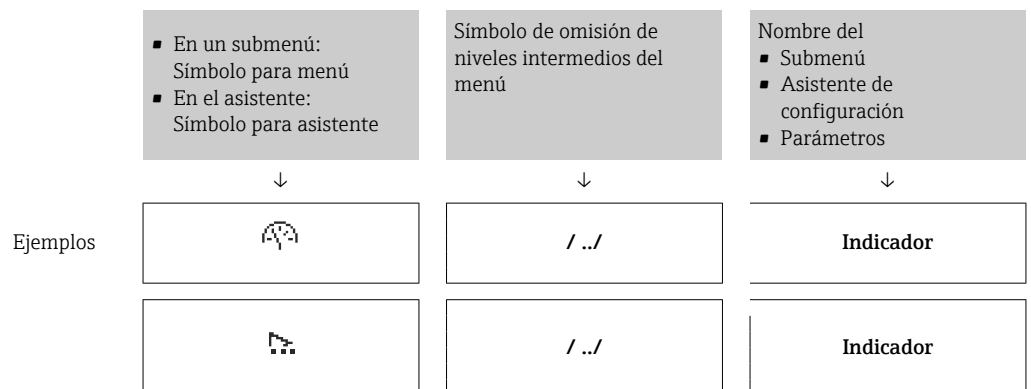 ▪ En un submenú:
Símbolo para menú
▪ En el asistente:
Símbolo para asistente
Símbolo de omisión de
niveles intermedios del
menú
Nombre del
▪ Submenú
▪ Asistente de
configuración
▪ Parámetros
↓ ↓ ↓
Ejemplos / ../ Indicador
/ ../ Indicador